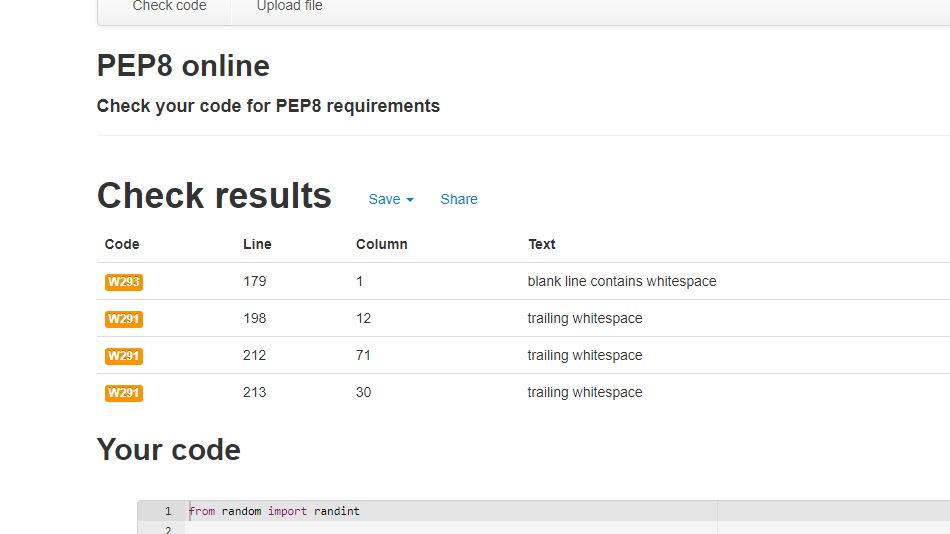 Check code Upload file
PEP8 online
Check your code for PEP8 requirements
Check results Save Share
Code Line Column Text
W293 179 1 blank line contains whitespace
W291 198 12 trailing whitespace
W291 212 71 trailing whitespace
W291 213 30 trailing whitespace
Your code
1 from random import randint
2